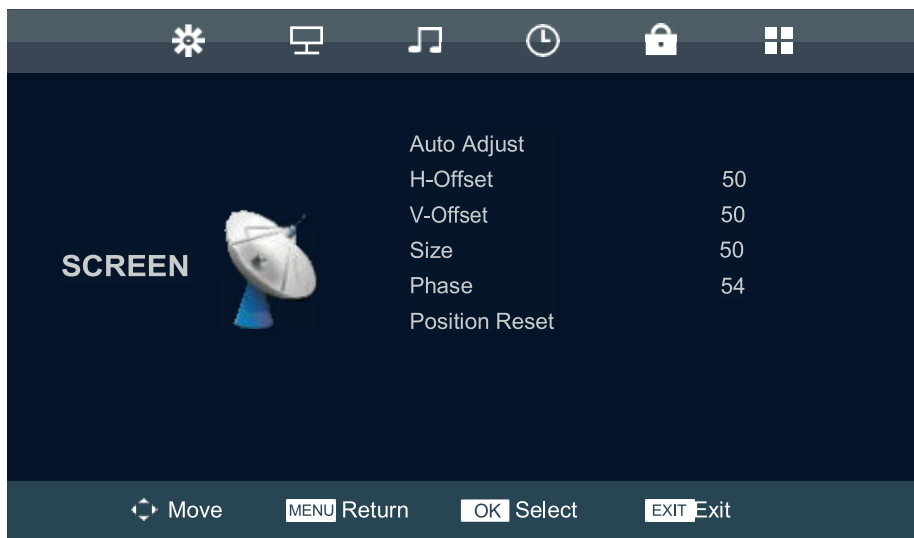 Auto Adjust
H-Offset 50
V-Offset 50
Size 50
SCREEN
Phase 54
Position Reset
Move MENU Return OK Select EXIT Exit